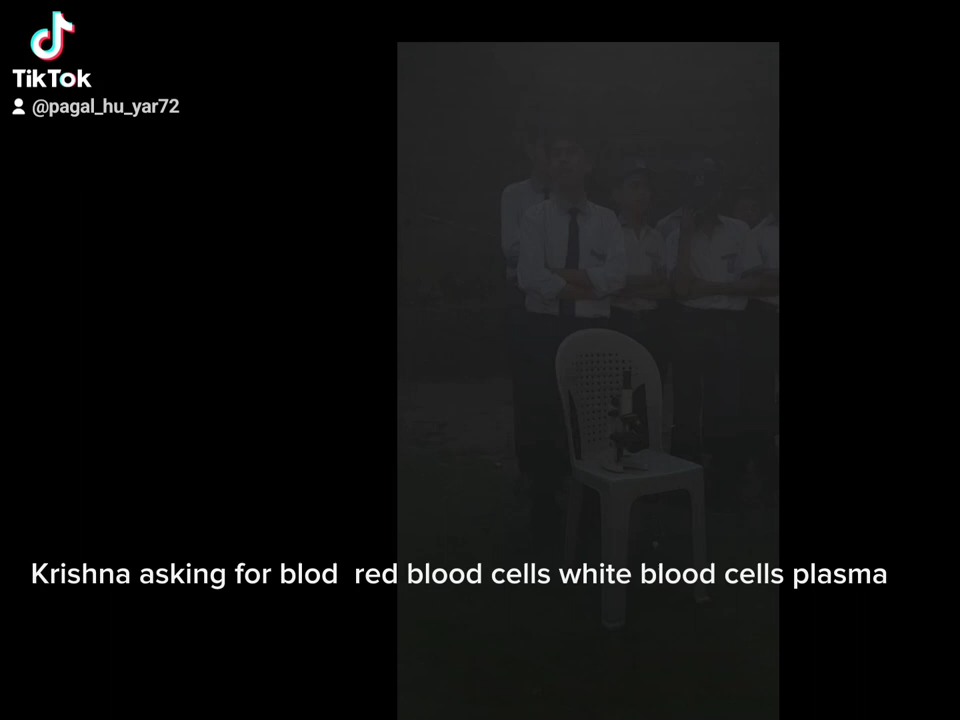 TikTok
@pagal_hu_yar72
Krishna asking for blod  red blood cells white blood cells plasma